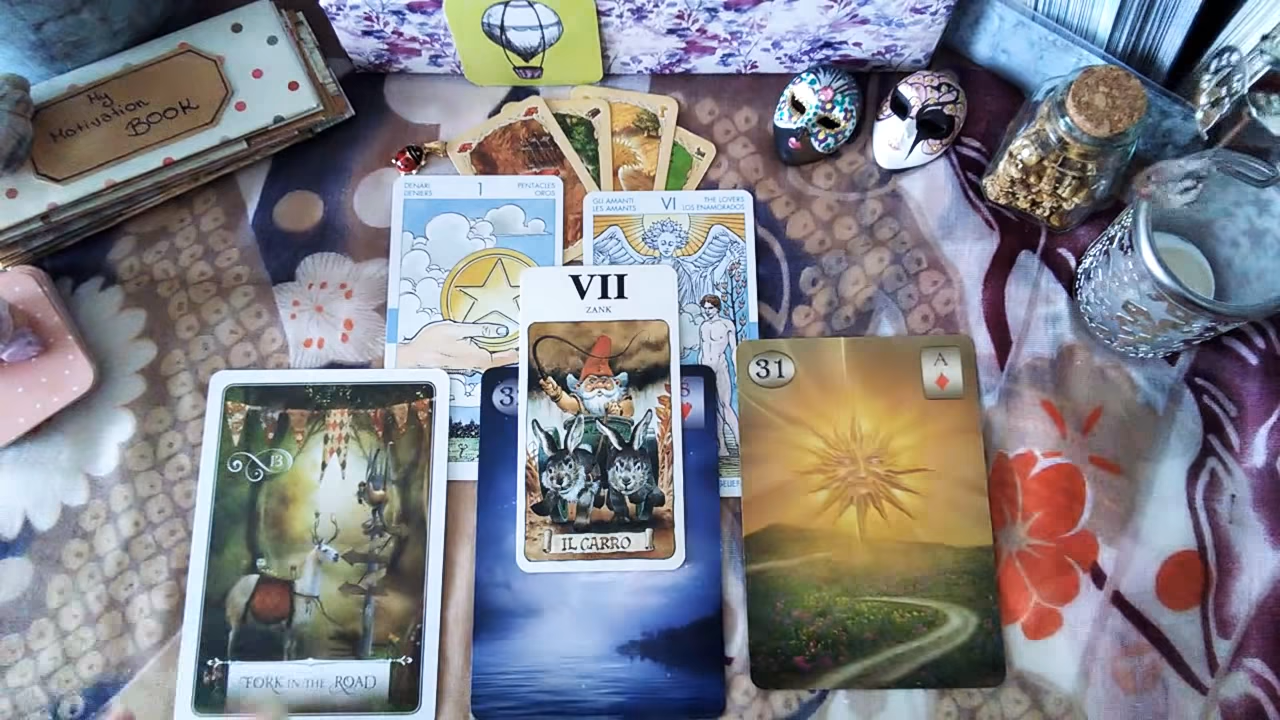 My
Motivation
BOOK
DENARI
DENIERS
1
PENTACLES
OROS
GLI AMANTI
LES AMANTS
VI
THE LOVERS
LOS ENAMORADOS
VII
ZANK
IL CARRO
13
FORK IN THE ROAD
31
A